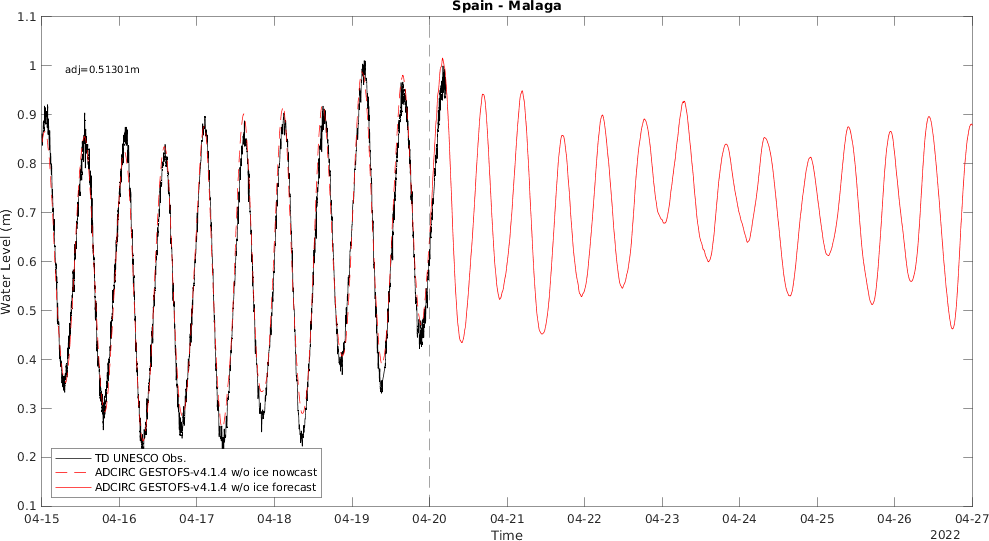 Spain - Malaga
adj=0.51301m
Water Level (m)
1.1
1
0.9
0.8
0.7
0.6
0.5
0.4
0.3
0.2
0.1
TD UNESCO Obs.
ADCIRC GESTOFS-v4.1.4 w/o ice nowcast
ADCIRC GESTOFS-v4.1.4 w/o ice forecast
04-15 04-16 04-17 04-18 04-19 04-20 04-21 04-22 04-23 04-24 04-25 04-26 04-27
Time
2022